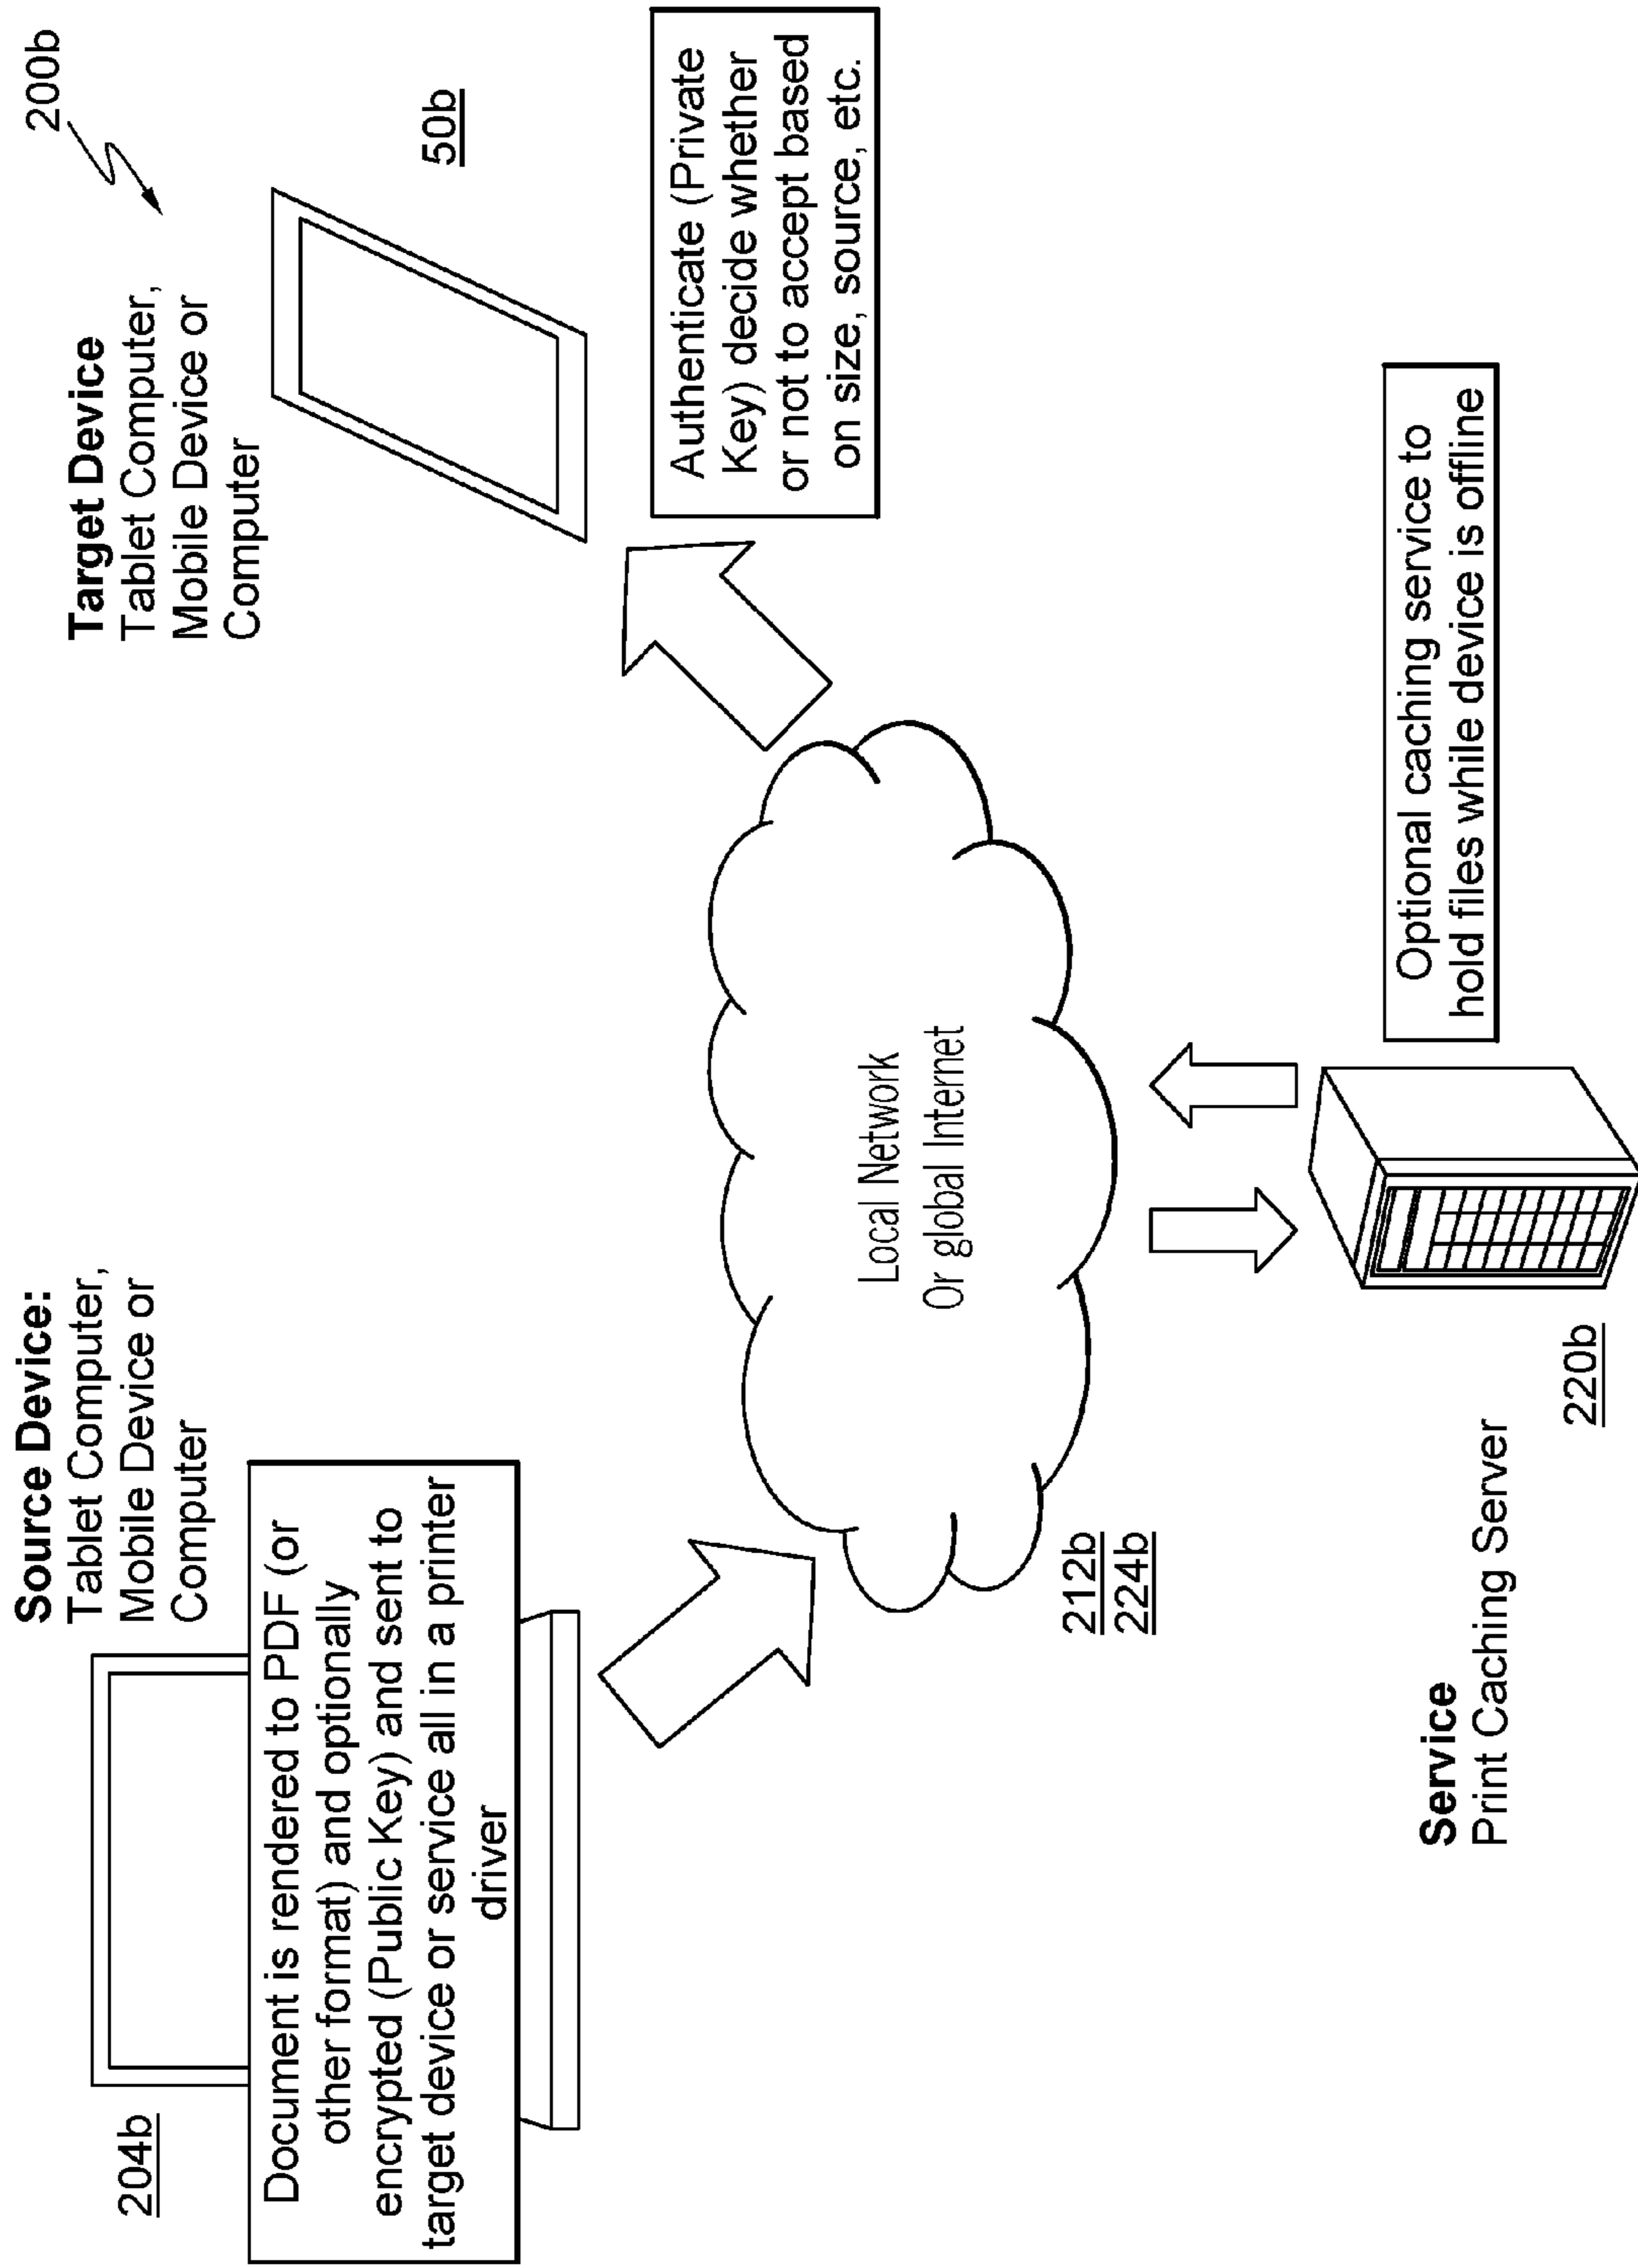 200b
Source Device:
Tablet Computer,
Mobile Device or
Computer
204b
Document is rendered to PDF (or
other format) and optionally
encrypted (Public Key) and sent to
target device or service all in a printer
driver
Target Device
Tablet Computer,
Mobile Device or
Computer
50b
Authenticate (Private
Key) decide whether
or not to accept based
on size, source, etc.
Local Network
Or global Internet
212b
224b
Service
Print Caching Server
220b
Optional caching service to
hold files while device is offline